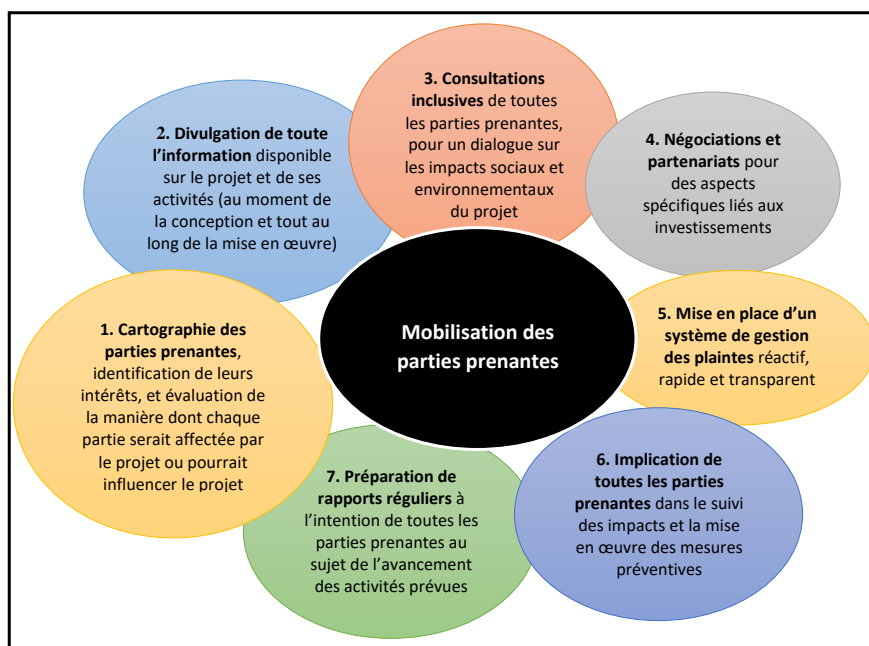 1. Cartographie des
parties prenantes,
identification de leurs
intérêts, et évaluation de
la manière dont chaque
partie serait affectée par
le projet ou pourrait
influencer le projet
2. Divulgation de toute
l’information disponible
sur le projet et de ses
activités (au moment de
la conception et tout au
long de la mise en œuvre)
3. Consultations
inclusives de toutes
les parties prenantes,
pour un dialogue sur
les impacts sociaux et
environnementaux
du projet
4. Négociations et
partenariats pour
des aspects
spécifiques liés aux
investissements
5. Mise en place d’un
système de gestion
des plaintes réactif,
rapide et transparent
6. Implication de
toutes les parties
prenantes dans le suivi
des impacts et la mise
en œuvre des mesures
préventives
7. Préparation de
rapports réguliers à
l’intention de toutes les
parties prenantes au
sujet de l’avancement
des activités prévues
Mobilisation des
parties prenantes